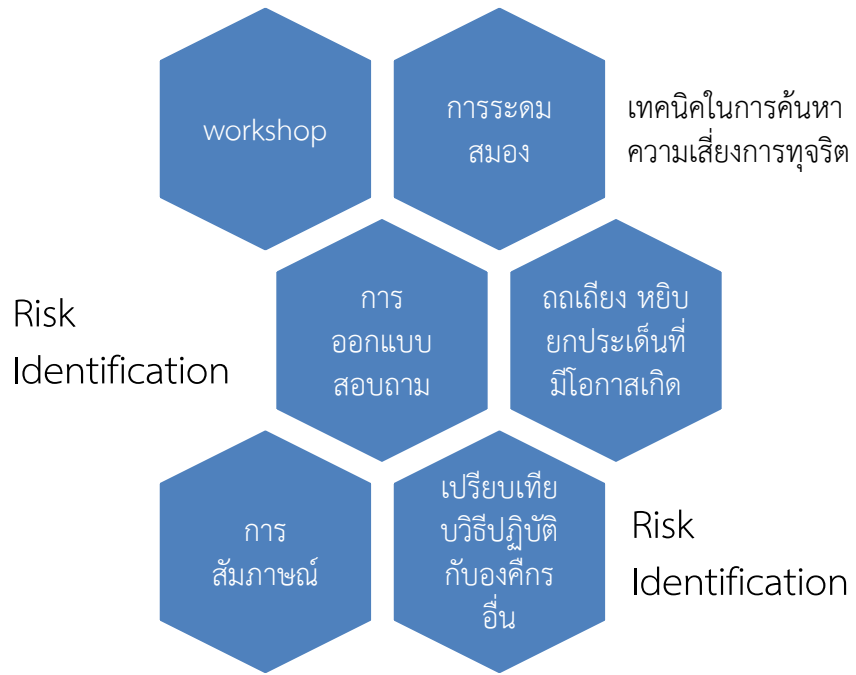 workshop
การระดม
สมอง
เทคนิคในการค้นหา
ความเสี่ยงการทุจริต
Risk
Identification
การ
ออกแบบ
สอบถาม
ถถเถียง หยิบ
ยกประเด็นที่
มีโอกาสเกิด
การ
สัมภาษณ์
เปรียบเทีย
บวิธีปฏิบัติ
กับองคืกร
อื่น
Risk
Identification